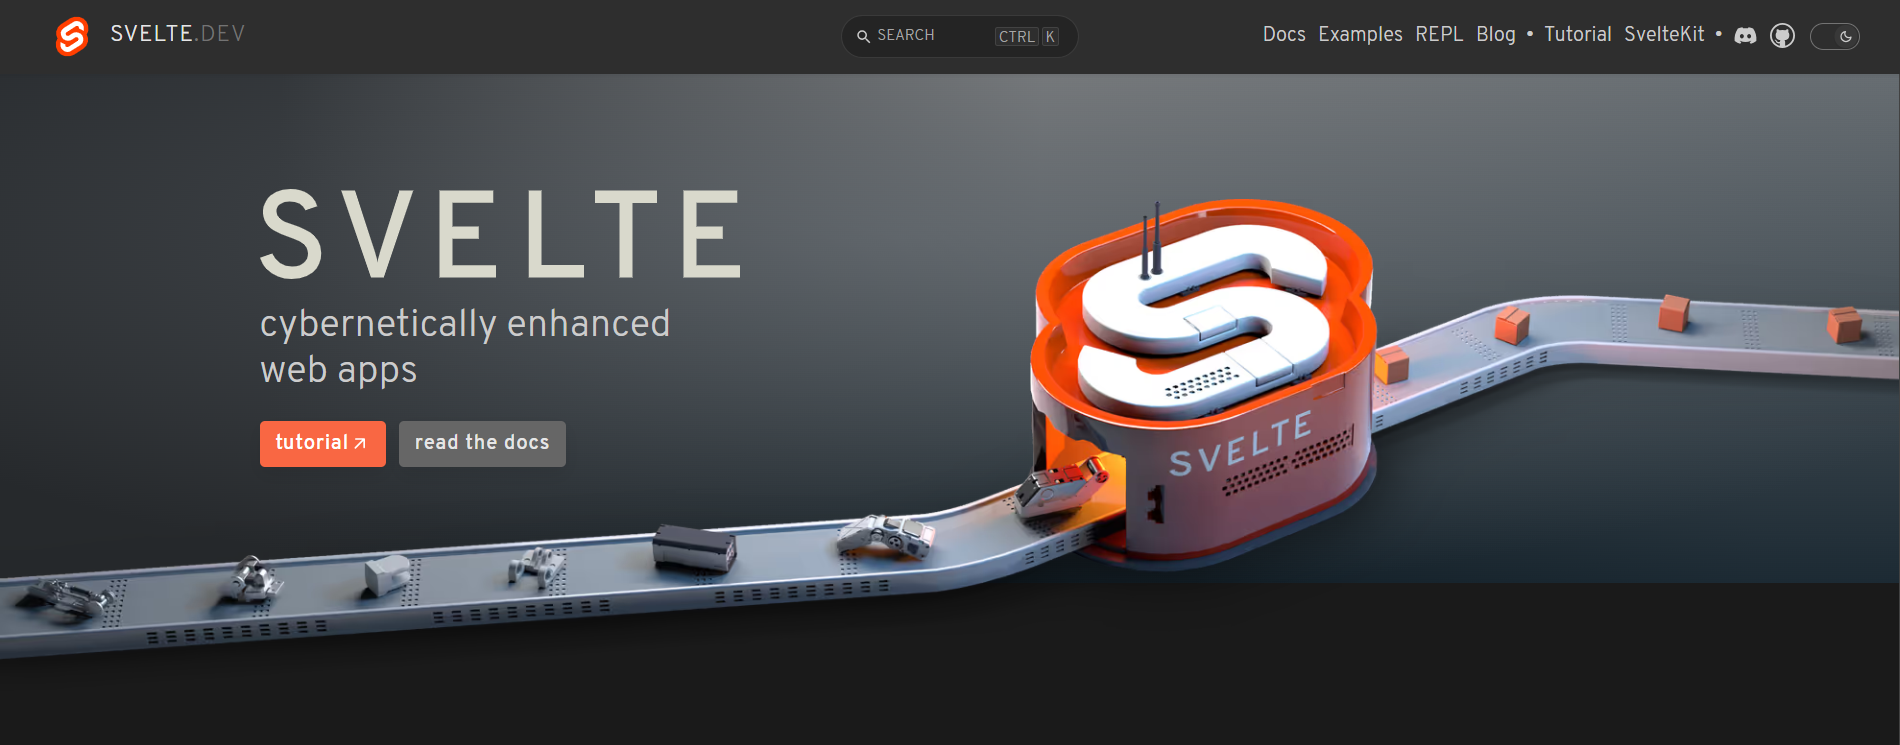 SVELTE.DEV
SEARCH CTRL K
Docs Examples REPL Blog • Tutorial SvelteKit •
SVELTE
cybernetically enhanced
web apps
tutorial read the docs
SVELTE